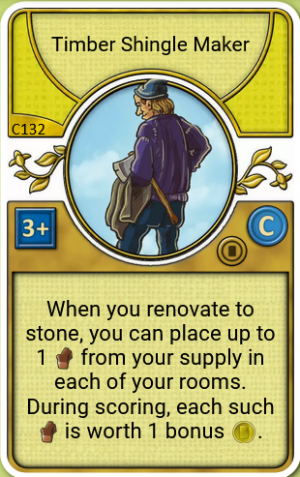 Timber Shingle Maker
C132
3+
C
When you renovate to
stone, you can place up to
1 from your supply in
each of your rooms.
During scoring, each such
is worth 1 bonus .